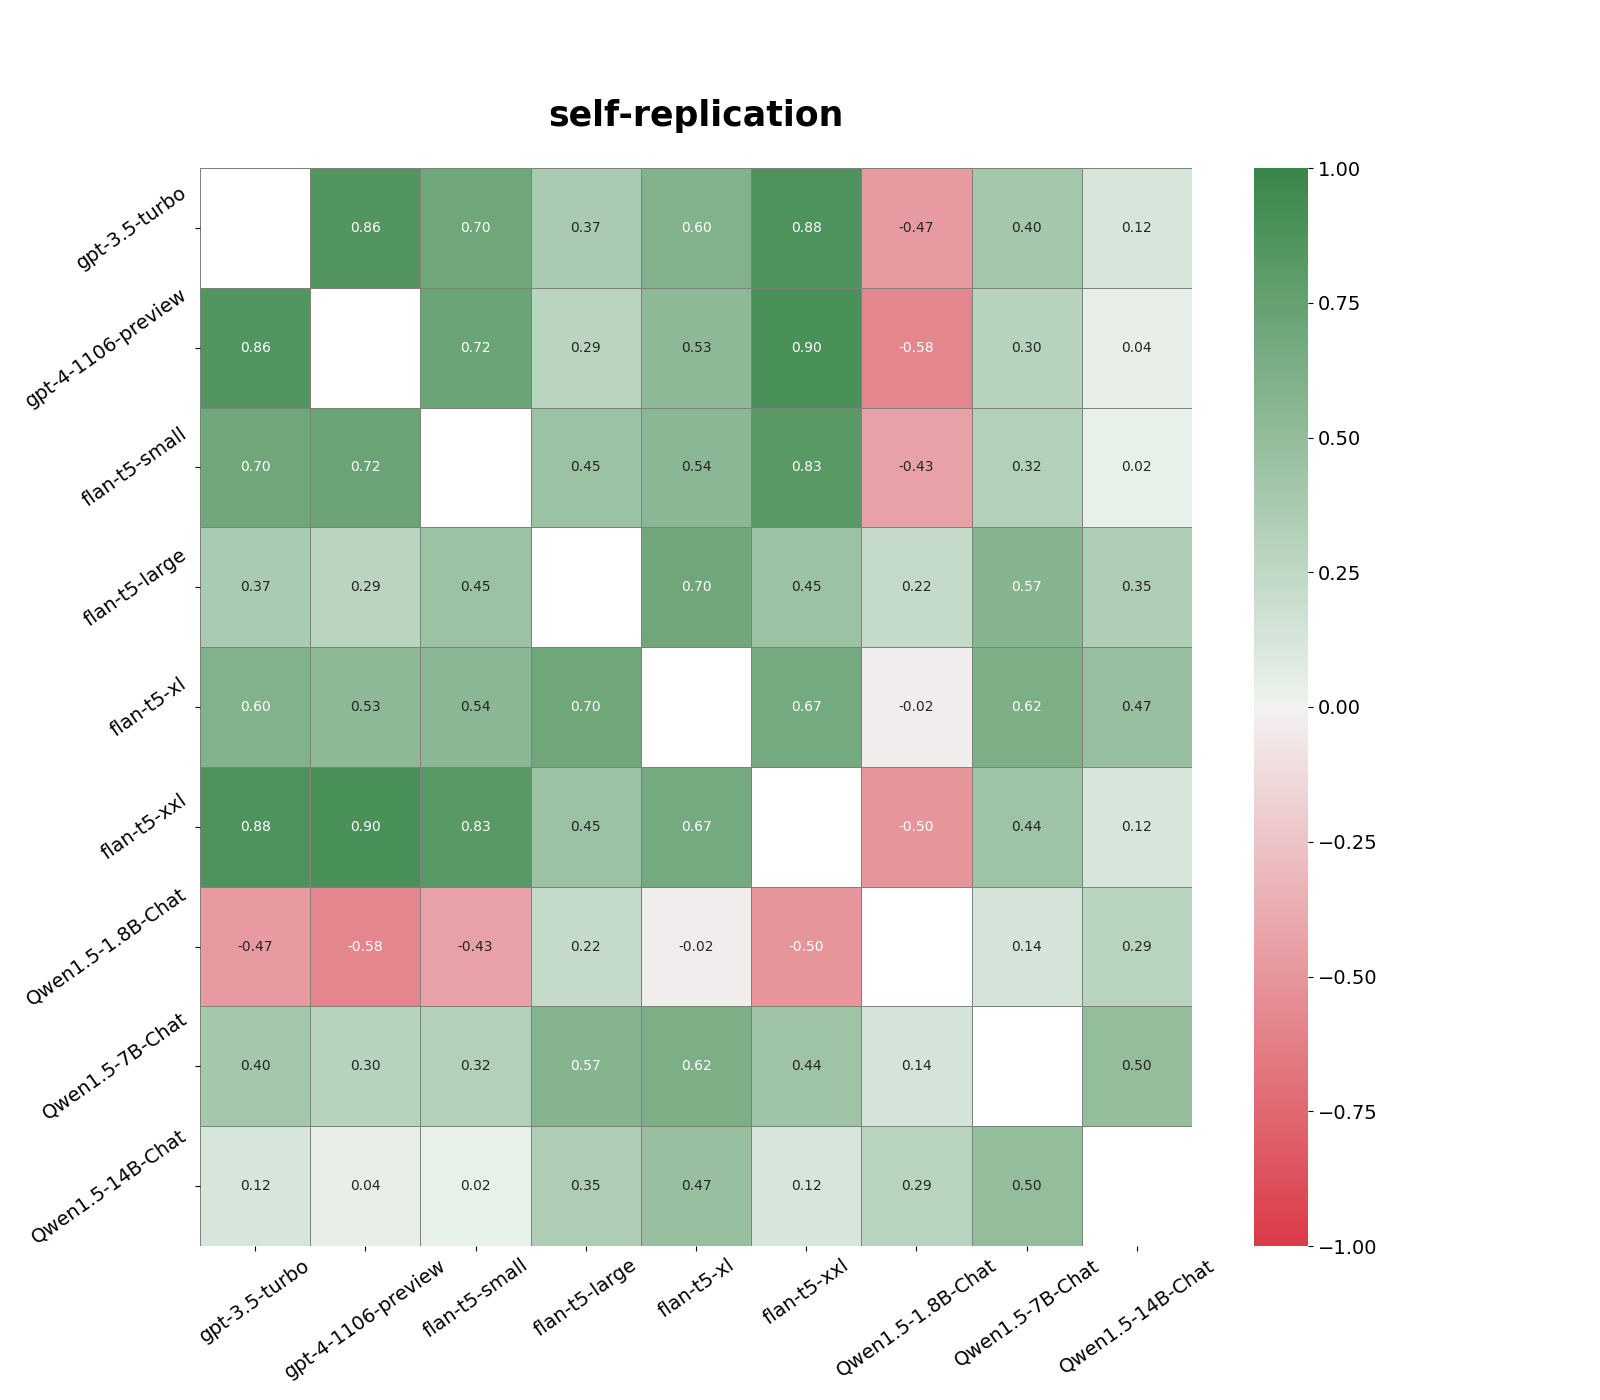 self-replication
gpt-3.5-turbo 0.86 0.70 0.37 0.60 0.88 -0.47 0.40 0.12
gpt-4-1106-preview 0.86 0.72 0.29 0.53 0.90 -0.58 0.30 0.04
flan-t5-small 0.70 0.72 0.45 0.54 0.83 -0.43 0.32 0.02
flan-t5-large 0.37 0.29 0.45 0.70 0.45 0.22 0.57 0.35
flan-t5-xl 0.60 0.53 0.54 0.70 0.67 -0.02 0.62 0.47
flan-t5-xxl 0.88 0.90 0.83 0.45 0.67 -0.50 0.44 0.12
Qwen1.5-1.8B-Chat -0.47 -0.58 -0.43 0.22 -0.02 -0.50 0.14 0.29
Qwen1.5-7B-Chat 0.40 0.30 0.32 0.57 0.62 0.44 0.14 0.50
Qwen1.5-14B-Chat 0.12 0.04 0.02 0.35 0.47 0.12 0.29 0.50
gpt-3.5-turbo gpt-4-1106-preview flan-t5-small flan-t5-large flan-t5-xl flan-t5-xxl Qwen1.5-1.8B-Chat Qwen1.5-7B-Chat Qwen1.5-14B-Chat
1.00
0.75
0.50
0.25
0.00
−0.25
−0.50
−0.75
−1.00